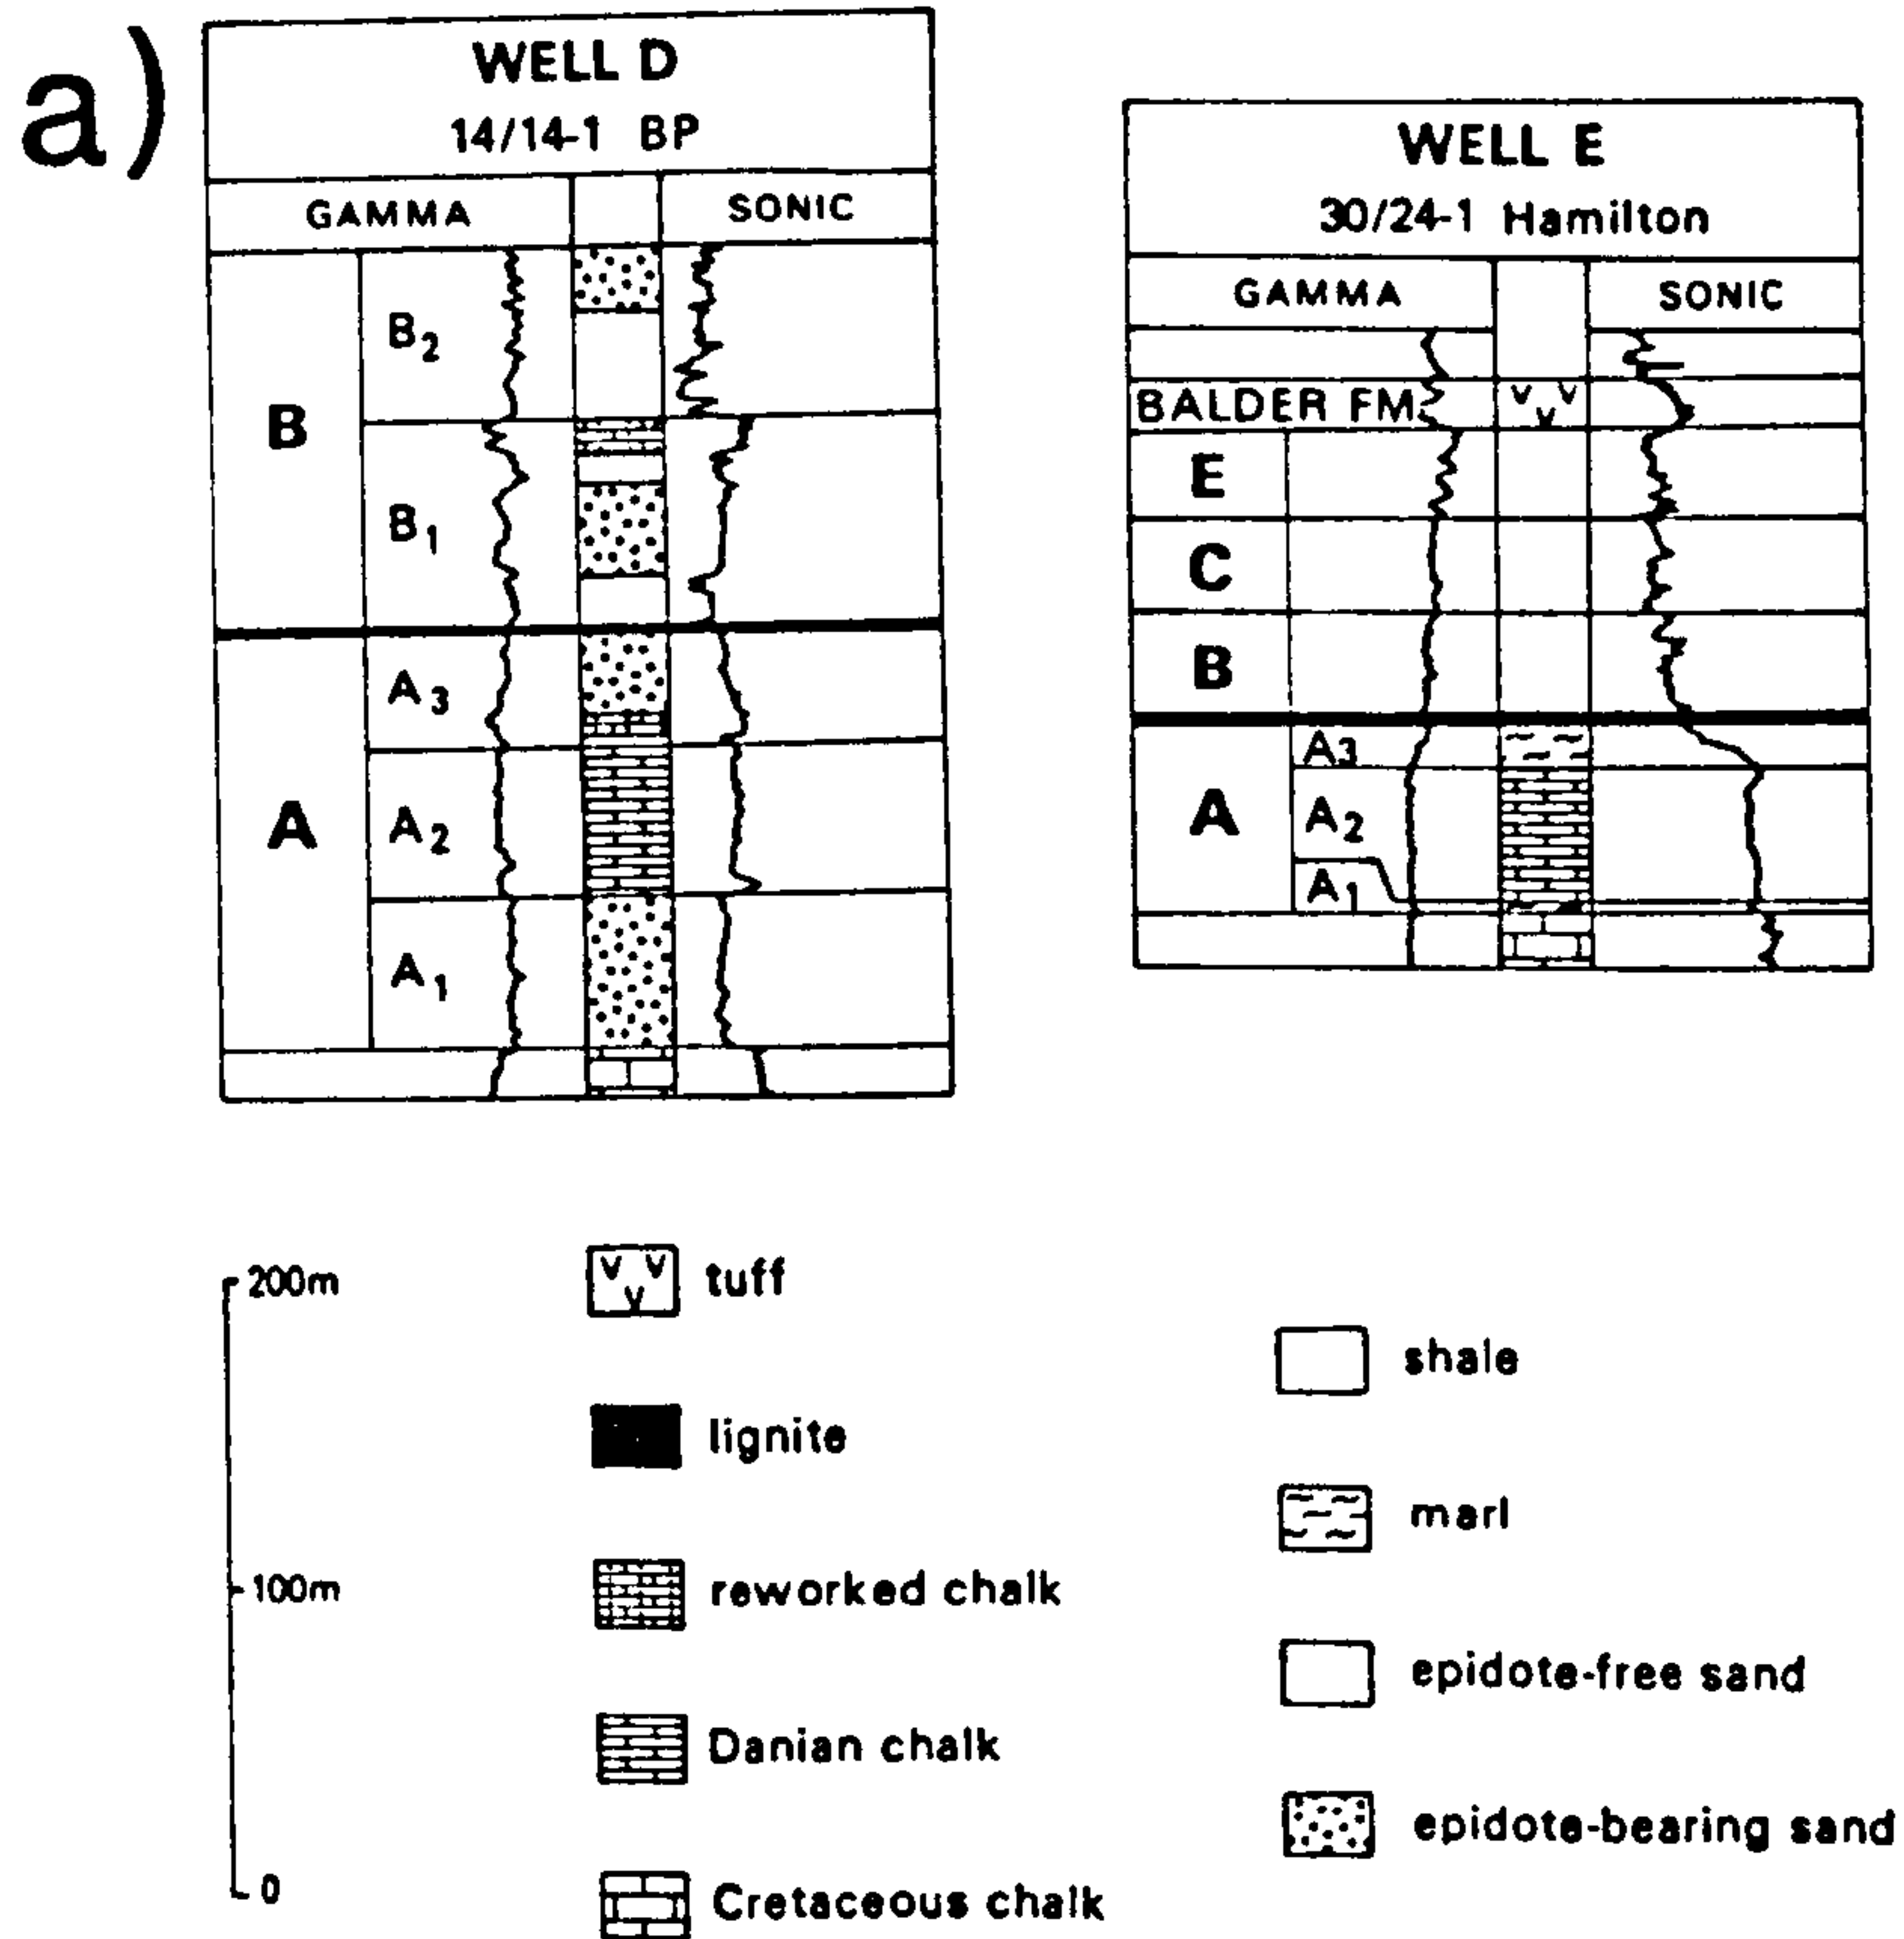 a)
WELL D
14/14-1 BP
GAMMA
SONIC
B
B2
B1
A
A3
A2
A1
WELL E
30/24-1 Hamilton
GAMMA
SONIC
BALDER FM.
E
C
B
A
A3
A2
A1
200m
100m
0
tuff
lignite
reworked chalk
Danian chalk
Cretaceous chalk
shale
marl
epidote-free sand
epidote-bearing sand